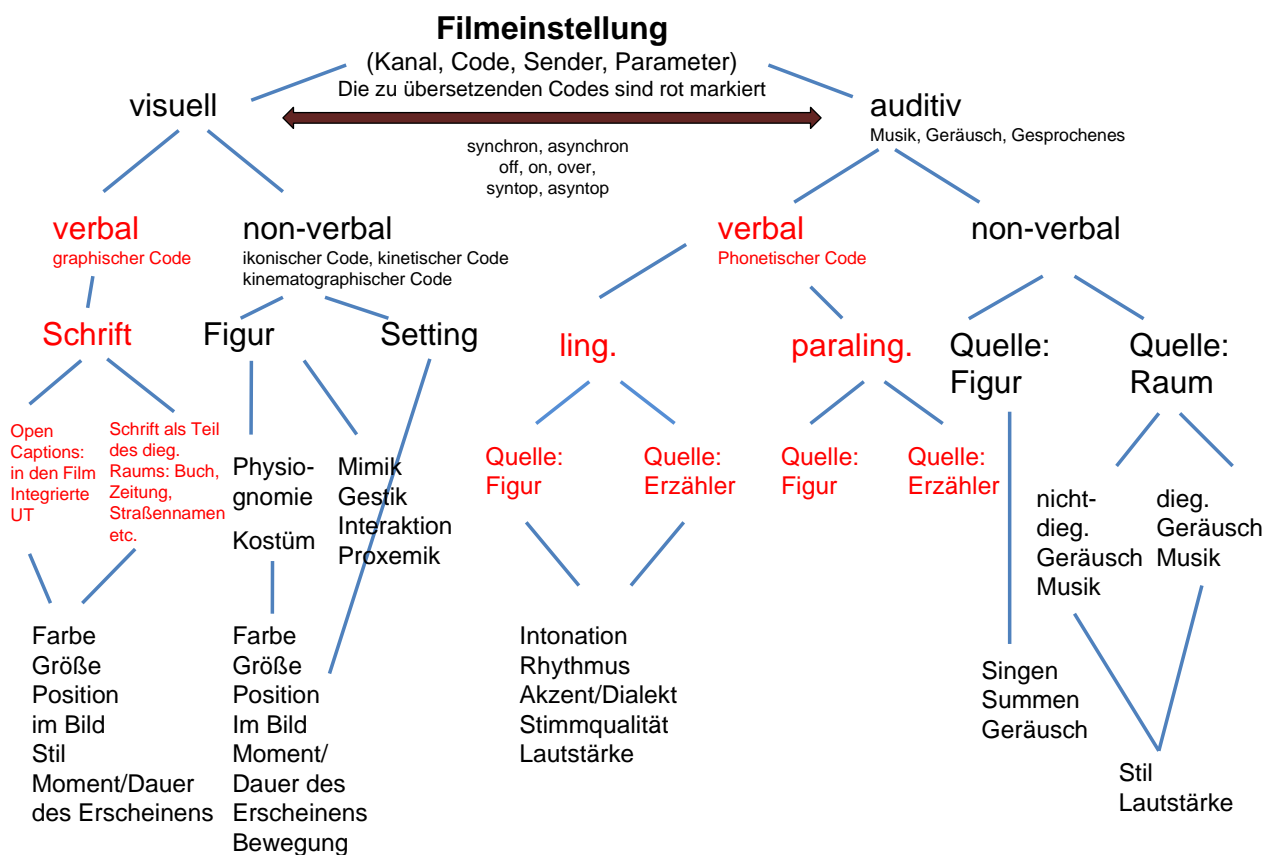 Filmeinstellung
(Kanal, Code, Sender, Parameter)
Die zu übersetzenden Codes sind rot markiert
visuell
auditiv
Musik, Geräusch, Gesprochenes
synchron, asynchron
off, on, over,
syntop, asyntop
verbal
graphischer Code
non-verbal
ikonischer Code, kinetischer Code
kinematographischer Code
verbal
Phonetischer Code
non-verbal
Schrift
Figur
Setting
ling.
paraling.
Quelle:
Figur
Quelle:
Raum
Open
Captions:
in den Film
Integrierte
UT
Schrift als Teil
des dieg.
Raums: Buch,
Zeitung,
Straßennamen
etc.
Physio-
gnomie
Kostüm
Mimik
Gestik
Interaktion
Proxemik
Quelle:
Figur
Quelle:
Erzähler
Quelle:
Figur
Quelle:
Erzähler
nicht-
dieg.
Geräusch
Musik
dieg.
Geräusch
Musik
Farbe
Größe
Position
im Bild
Stil
Moment/Dauer
des Erscheinens
Farbe
Größe
Position
Im Bild
Moment/
Dauer des
Erscheinens
Bewegung
Intonation
Rhythmus
Akzent/Dialekt
Stimmqualität
Lautstärke
Singen
Summen
Geräusch
Stil
Lautstärke